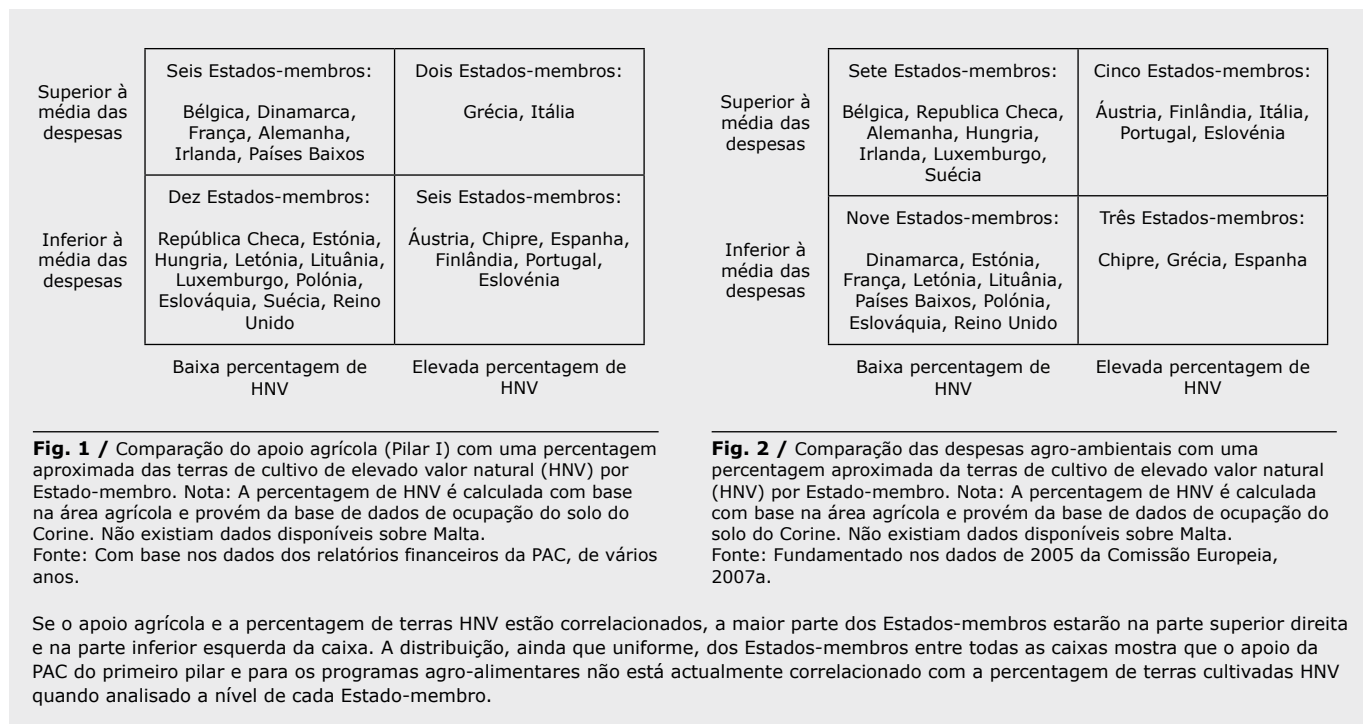 Superior à
média das
despesas
Seis Estados-membros:
Bélgica, Dinamarca,
França, Alemanha,
Irlanda, Países Baixos
Dois Estados-membros:
Grécia, Itália
Inferior à
média das
despesas
Dez Estados-membros:
República Checa, Estónia,
Hungria, Letónia, Lituânia,
Luxemburgo, Polónia,
Eslováquia, Suécia, Reino
Unido
Seis Estados-membros:
Áustria, Chipre, Espanha,
Finlândia, Portugal,
Eslovénia
Baixa percentagem de
HNV
Elevada percentagem de
HNV
Fig. 1 / Comparação do apoio agrícola (Pilar I) com uma percentagem
aproximada das terras de cultivo de elevado valor natural (HNV) por
Estado-membro. Nota: A percentagem de HNV é calculada com base
na área agrícola e provém da base de dados de ocupação do solo do
Corine. Não existiam dados disponíveis sobre Malta.
Fonte: Com base nos dados dos relatórios financeiros da PAC, de vários
anos.
Superior à
média das
despesas
Sete Estados-membros:
Bélgica, Republica Checa,
Alemanha, Hungria,
Irlanda, Luxemburgo,
Suécia
Cinco Estados-membros:
Áustria, Finlândia, Itália,
Portugal, Eslovénia
Inferior à
média das
despesas
Nove Estados-membros:
Dinamarca, Estónia,
França, Letónia, Lituânia,
Países Baixos, Polónia,
Eslováquia, Reino Unido
Três Estados-membros:
Chipre, Grécia, Espanha
Baixa percentagem de
HNV
Elevada percentagem de
HNV
Fig. 2 / Comparação das despesas agro-ambientais com uma
percentagem aproximada da terras de cultivo de elevado valor natural
(HNV) por Estado-membro. Nota: A percentagem de HNV é calculada
com base na área agrícola e provém da base de dados de ocupação do
solo do Corine. Não existiam dados disponíveis sobre Malta.
Fonte: Fundamentado nos dados de 2005 da Comissão Europeia,
2007a.
Se o apoio agrícola e a percentagem de terras HNV estão correlacionados, a maior parte dos Estados-membros estarão na parte superior direita
e na parte inferior esquerda da caixa. A distribuição, ainda que uniforme, dos Estados-membros entre todas as caixas mostra que o apoio da
PAC do primeiro pilar e para os programas agro-alimentares não está actualmente correlacionado com a percentagem de terras cultivadas HNV
quando analisado a nível de cada Estado-membro.